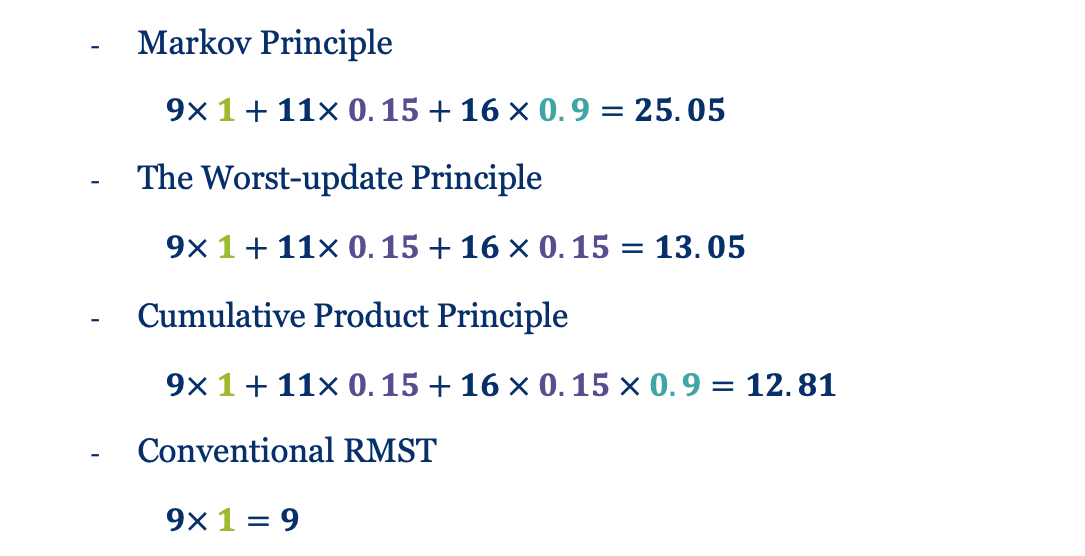 - Markov Principle
9× 1 + 11× 0.15 + 16 × 0.9 = 25.05
- The Worst-update Principle
9× 1 + 11× 0.15 + 16 × 0.15 = 13.05
- Cumulative Product Principle
9× 1 + 11× 0.15 + 16 × 0.15 × 0.9 = 12.81
- Conventional RMST
9× 1 = 9